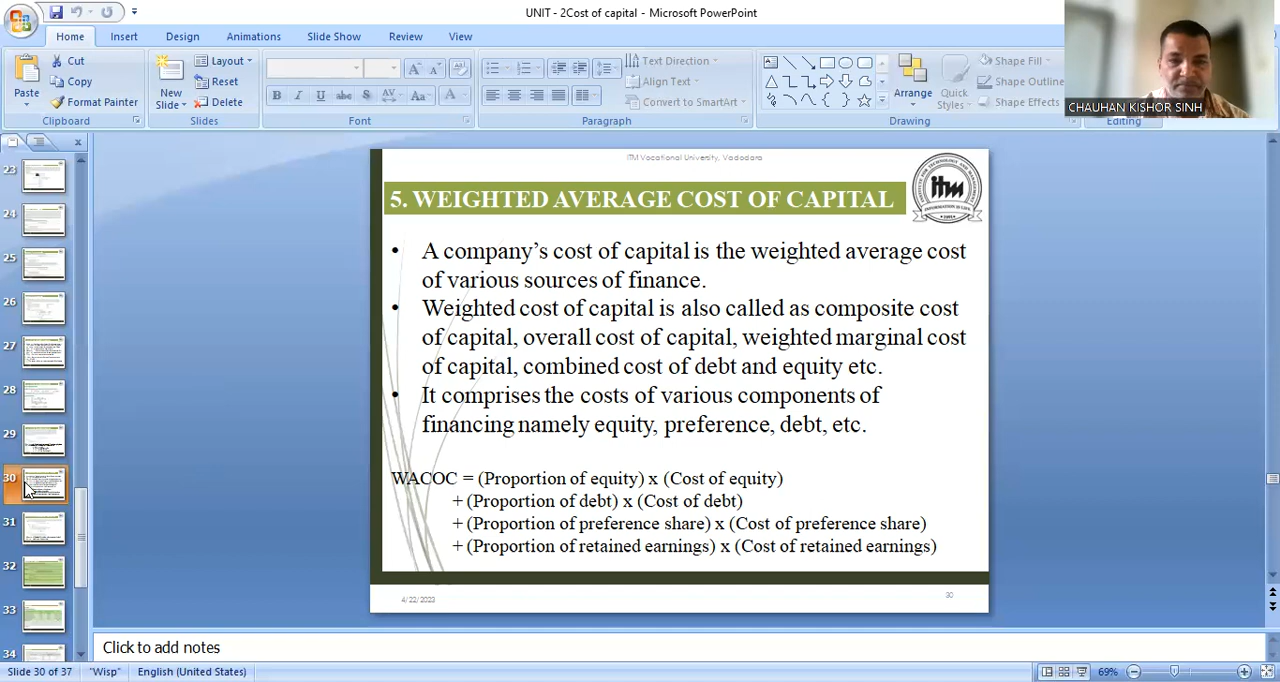 UNIT - 2Cost of capital - Microsoft PowerPoint
Home Insert Design Animations Slide Show Review View
Paste
Cut
Copy
Format Painter
Clipboard
New
Slide
Layout
Reset
Delete
Slides
B I U abc S AV Aa A
Font
Text Direction
Align Text
Convert to SmartArt
Paragraph
Arrange
Quick
Styles
Shape Fill
Shape Outline
Shape Effects
Drawing
Editing
CHAUHAN KISHOR SINH
23
24
25
26
27
28
29
30
31
32
33
34
ITM Vocational University, Vadodara
itm
5. WEIGHTED AVERAGE COST OF CAPITAL
• A company’s cost of capital is the weighted average cost
of various sources of finance.
• Weighted cost of capital is also called as composite cost
of capital, overall cost of capital, weighted marginal cost
of capital, combined cost of debt and equity etc.
• It comprises the costs of various components of
financing namely equity, preference, debt, etc.
WACOC = (Proportion of equity) x (Cost of equity)
+ (Proportion of debt) x (Cost of debt)
+ (Proportion of preference share) x (Cost of preference share)
+ (Proportion of retained earnings) x (Cost of retained earnings)
4/22/2023
30
Click to add notes
Slide 30 of 37 "Wisp" English (United States) 69%